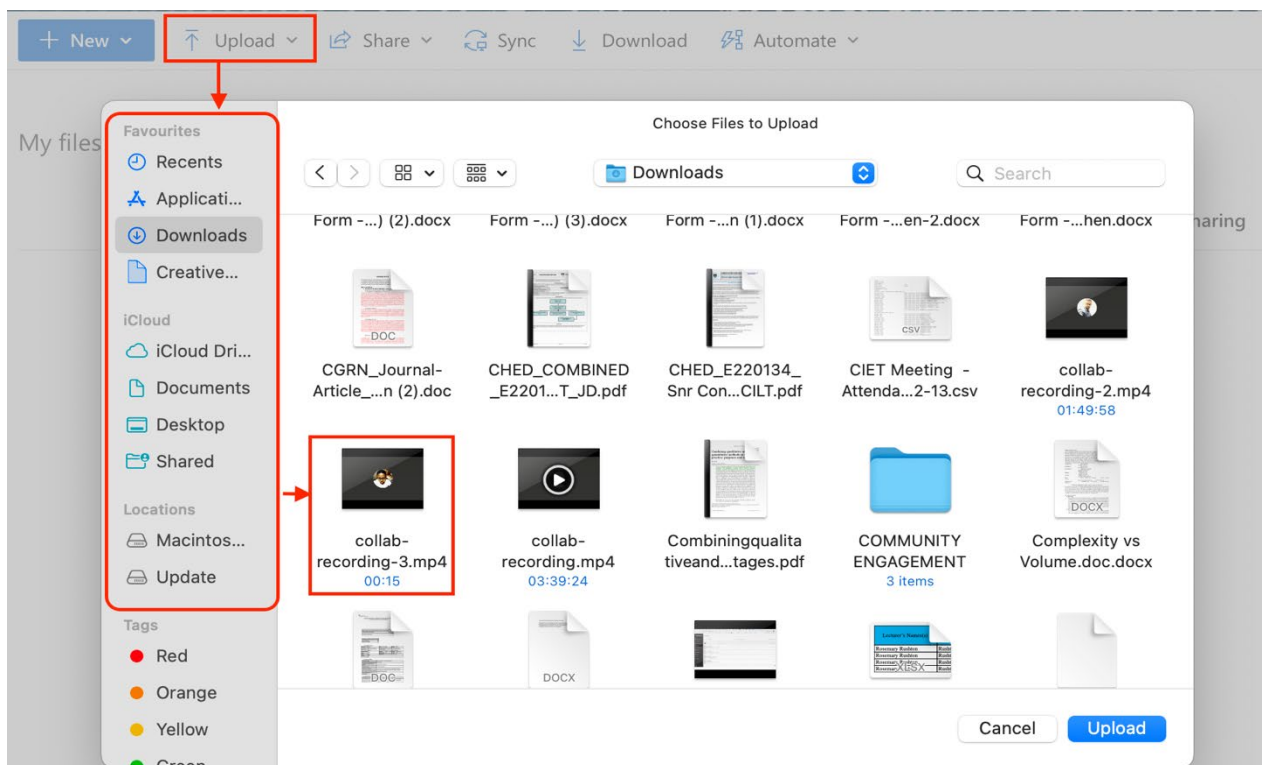 + New
Upload
Share
Sync
Download
Automate
My files
haring
Favourites
Recents
Applicati...
Downloads
Creative...
iCloud
iCloud Dri...
Documents
Desktop
Shared
Locations
Macintos...
Update
Tags
Red
Orange
Yellow
Green
Choose Files to Upload
Downloads
Search
Form -...) (2).docx
Form -...) (3).docx
Form -...n (1).docx
Form -...en-2.docx
Form -...hen.docx
DOC
CSV
CGRN_Journal-
Article_...n (2).doc
CHED_COMBINED
_E2201...T_JD.pdf
CHED_E220134_
Snr Con...CILT.pdf
CIET Meeting -
Attenda...2-13.csv
collab-
recording-2.mp4
01:49:58
DOCX
collab-
recording-3.mp4
00:15
collab-
recording.mp4
03:39:24
Combiningqualita
tiveand...tages.pdf
COMMUNITY
ENGAGEMENT
3 items
Complexity vs
Volume.doc.docx
DOC
DOCX
XLSX
Cancel
Upload